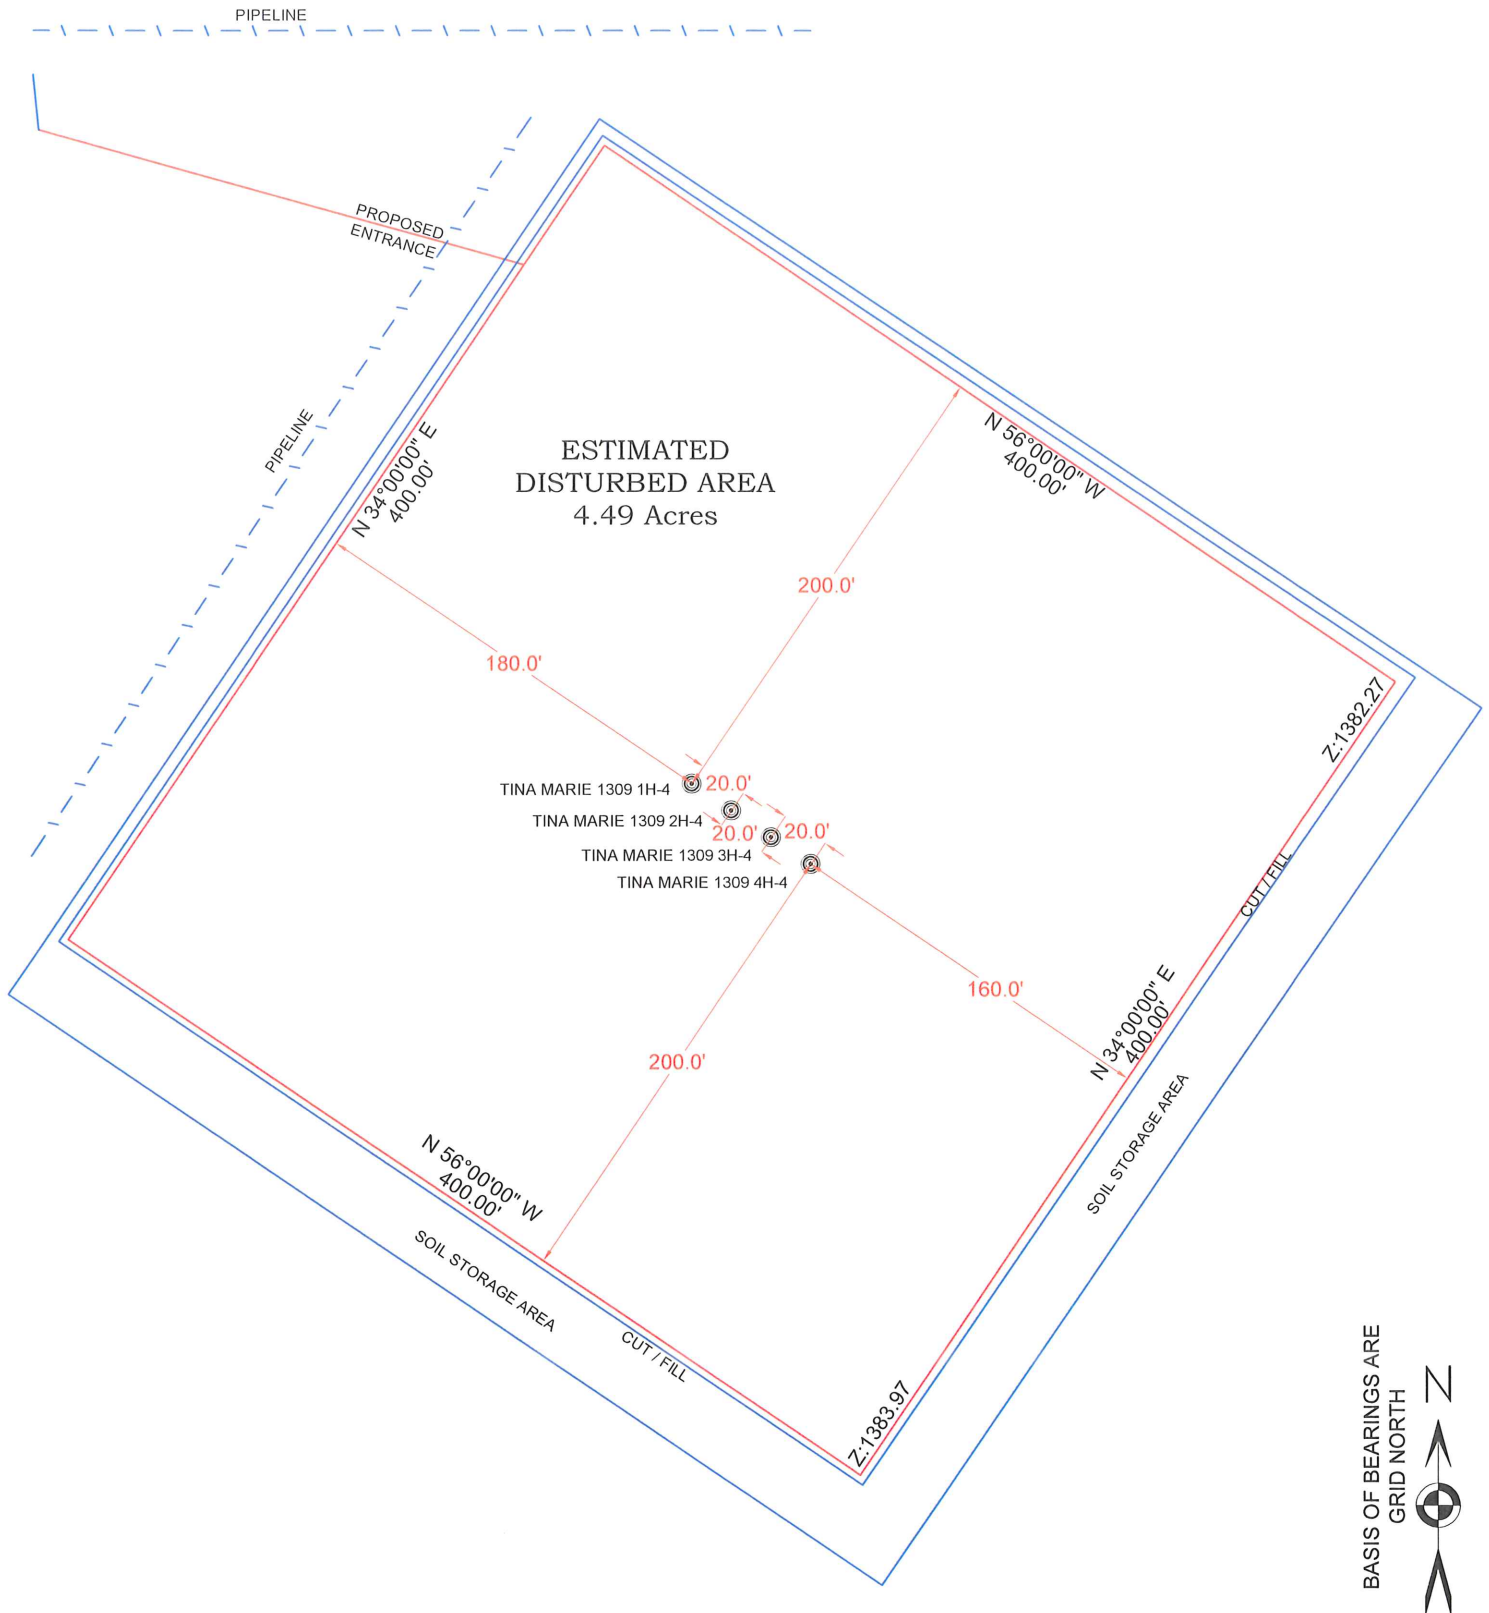 PIPELINE
PROPOSED
ENTRANCE
PIPELINE
N 34°00'00" E
400.00'
ESTIMATED
DISTURBED AREA
4.49 Acres
N 56°00'00" W
400.00'
200.0'
180.0'
Z:1382.27
TINA MARIE 1309 1H-4
20.0'
TINA MARIE 1309 2H-4
20.0'
20.0'
TINA MARIE 1309 3H-4
TINA MARIE 1309 4H-4
CUT / FILL
160.0'
N 34°00'00" E
400.00'
200.0'
SOIL STORAGE AREA
N 56°00'00" W
400.00'
SOIL STORAGE AREA
CUT / FILL
Z:1383.97
BASIS OF BEARINGS ARE
GRID NORTH
N